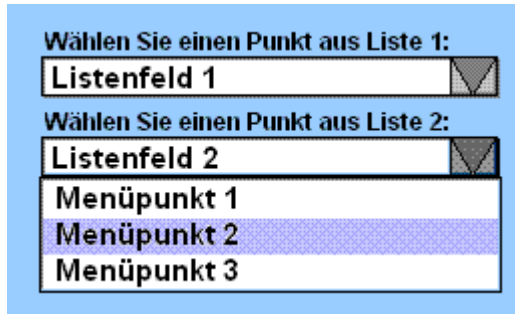 Wählen Sie einen Punkt aus Liste 1:
Listenfeld 1
Wählen Sie einen Punkt aus Liste 2:
Listenfeld 2
Menüpunkt 1
Menüpunkt 2
Menüpunkt 3